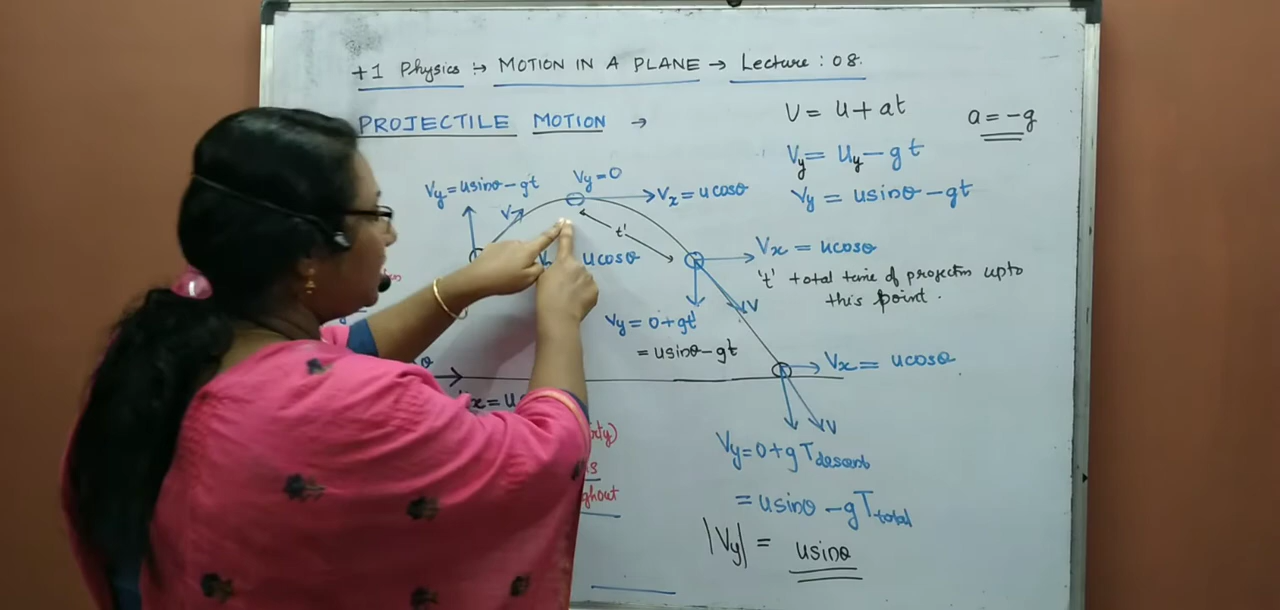 +1 Physics :→ MOTION IN A PLANE → Lecture : 08.
PROJECTILE MOTION →
V = u + at
a = -g
Vy = uy - gt
Vy = usinθ - gt
Vy = usinθ - gt
Vy = 0
Vx = ucosθ
V
t'
ucosθ
Vx = ucosθ
't' total time of projection upto
this point.
Vy = 0 + gt'
= usinθ - gt
V
Vx = ucosθ
V
Vy = 0 + g Tdescent
= usinθ - gTtotal
|Vy| = usinθ